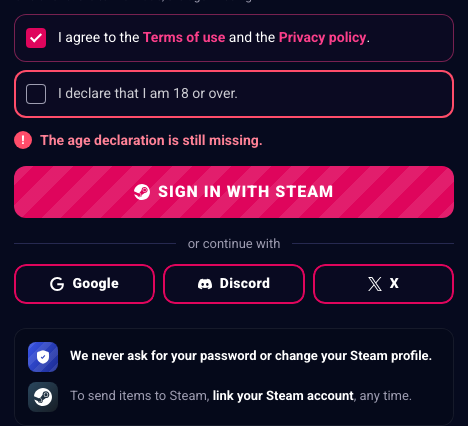 I agree to the Terms of use and the Privacy policy.
I declare that I am 18 or over.
! The age declaration is still missing.
SIGN IN WITH STEAM
or continue with
Google
Discord
X
We never ask for your password or change your Steam profile.
To send items to Steam, link your Steam account, any time.